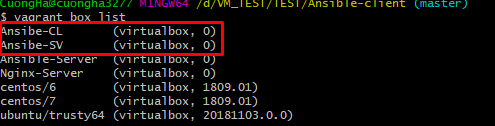 CuongHa@cuongha3277 MINGW64 /d/VM_TEST/TEST/Ansible-client (master)
$ vagrant box list
Ansibe-CL (virtualbox, 0)
Ansibe-SV (virtualbox, 0)
Ansible-Server (virtualbox, 0)
Nginx-Server (virtualbox, 0)
centos/6 (virtualbox, 1809.01)
centos/7 (virtualbox, 1809.01)
ubuntu/trusty64 (virtualbox, 20181103.0.0)